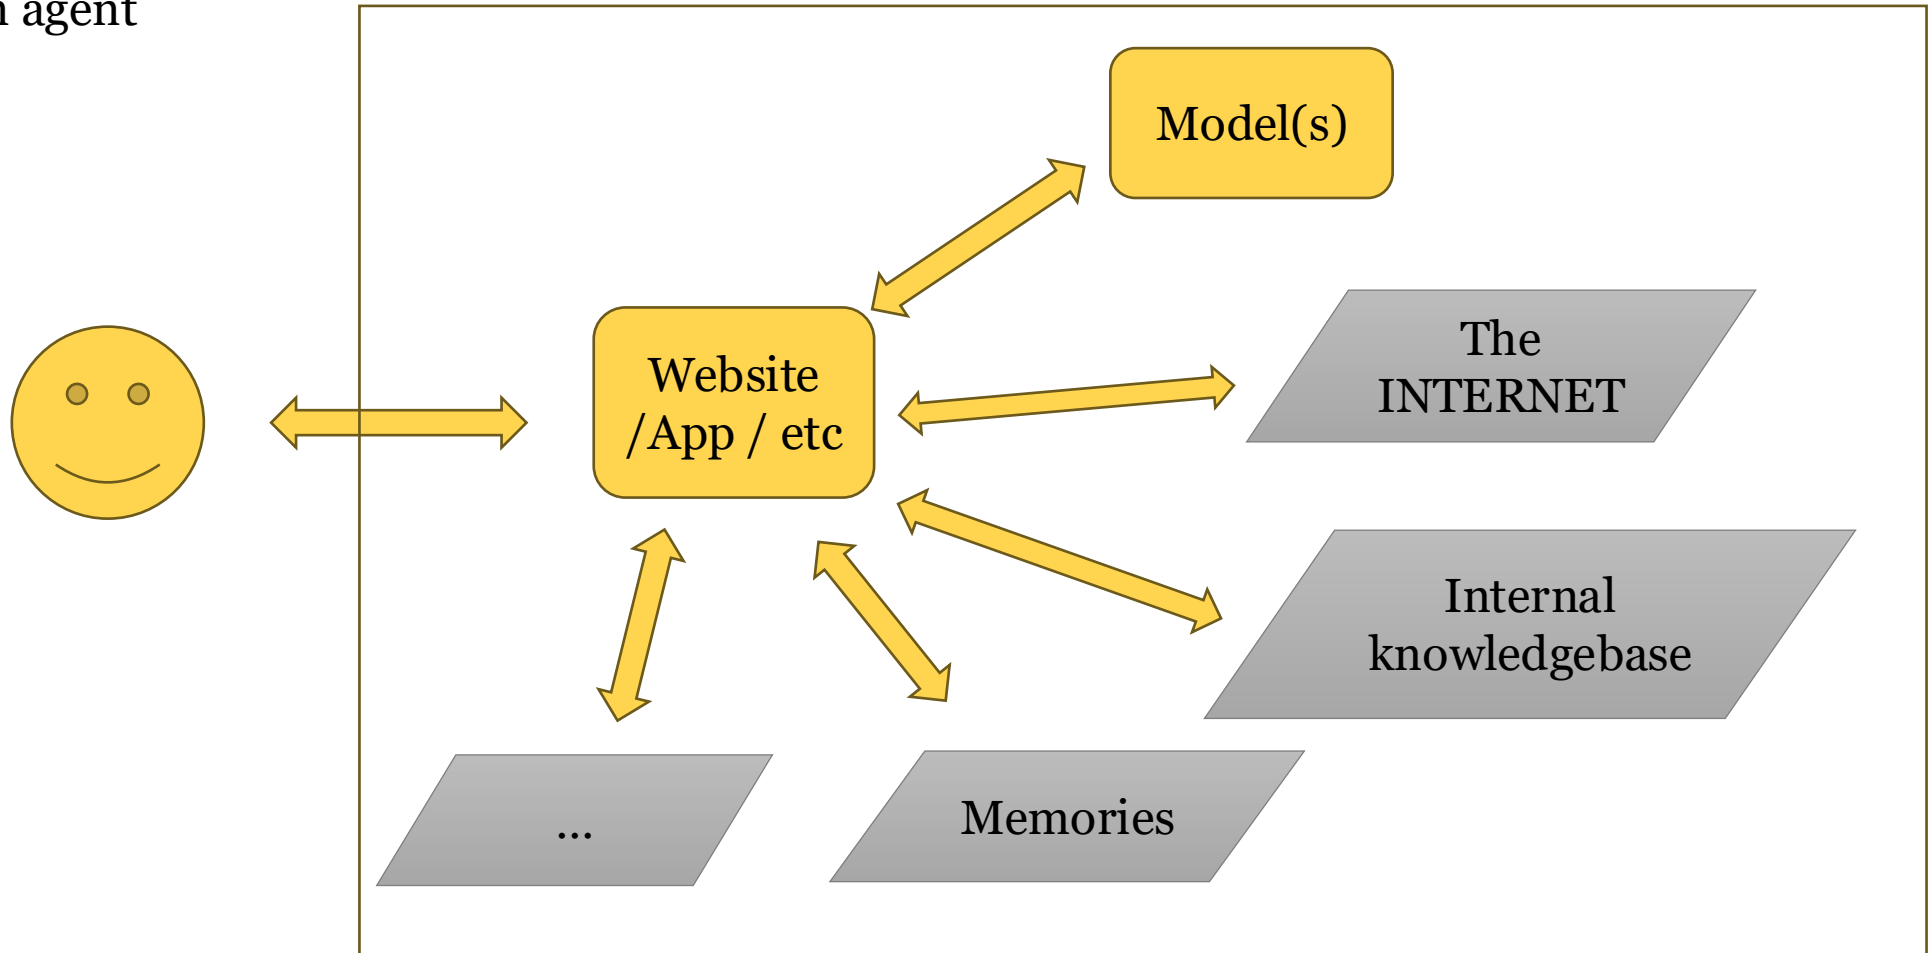 agent
Model(s)
The
INTERNET
Website
/App / etc
Internal
knowledgebase
...
Memories